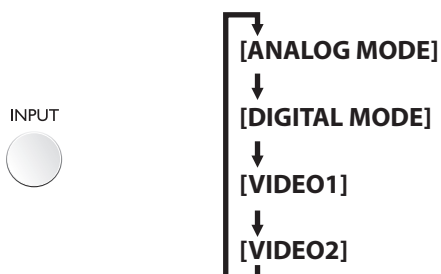 [ANALOG MODE]
[DIGITAL MODE]
INPUT
[VIDEO1]
[VIDEO2]